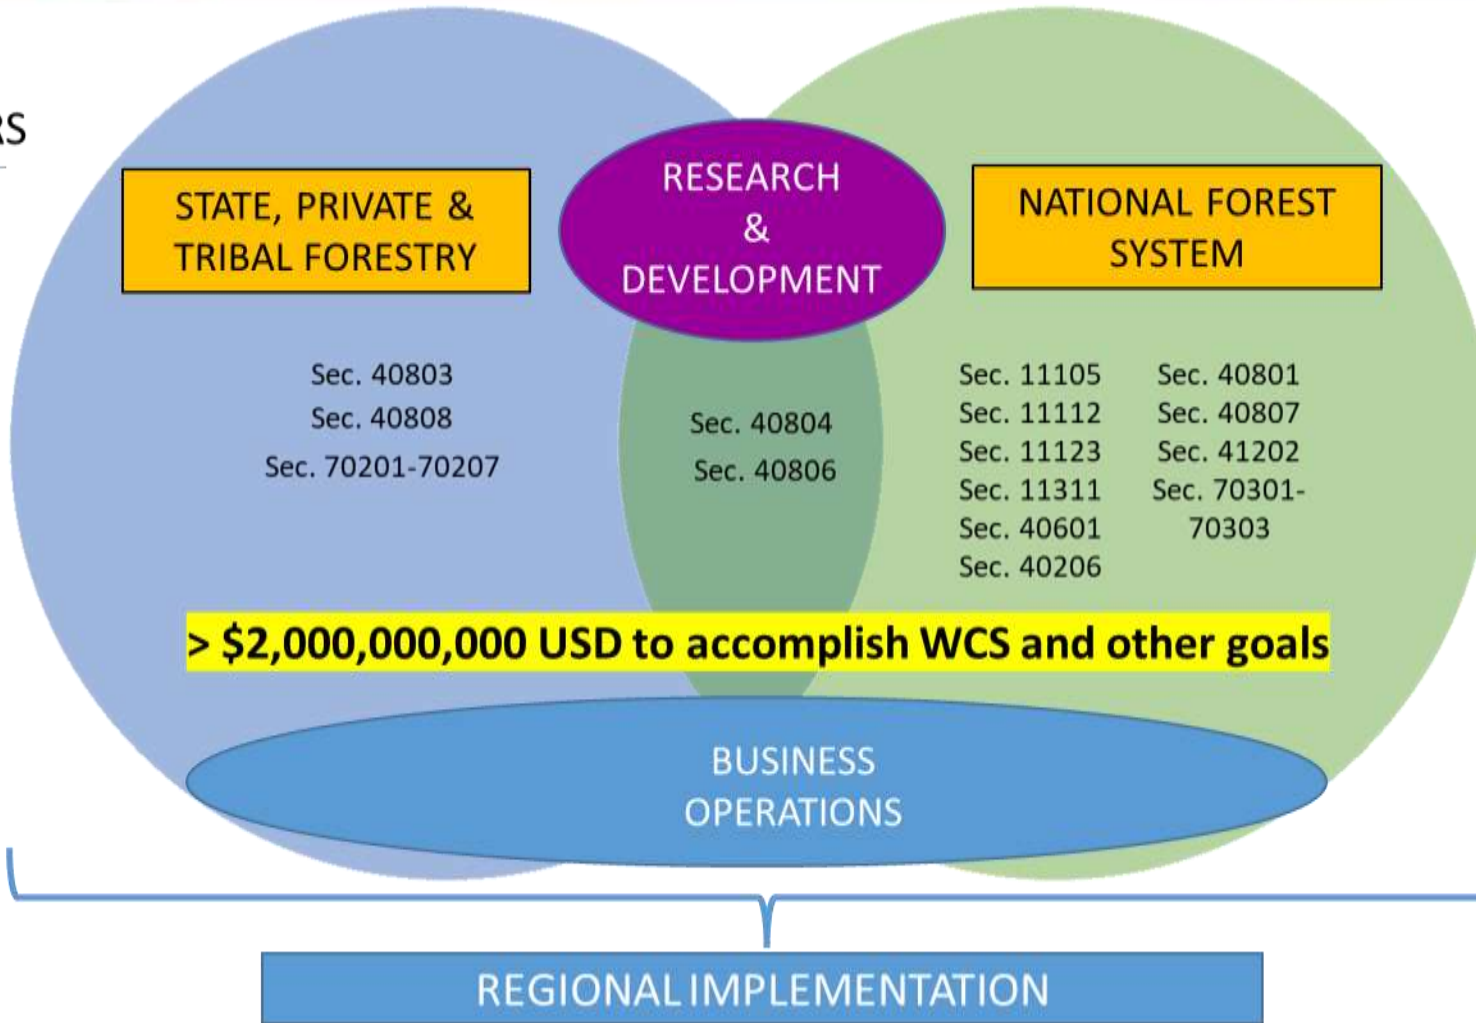 RS
STATE, PRIVATE &
TRIBAL FORESTRY
RESEARCH
&
DEVELOPMENT
NATIONAL FOREST
SYSTEM
Sec. 40803
Sec. 40808
Sec. 70201-70207
Sec. 40804
Sec. 40806
Sec. 11105
Sec. 11112
Sec. 11123
Sec. 11311
Sec. 40601
Sec. 40206
Sec. 40801
Sec. 40807
Sec. 41202
Sec. 70301-
70303
> $2,000,000,000 USD to accomplish WCS and other goals
BUSINESS
OPERATIONS
REGIONAL IMPLEMENTATION